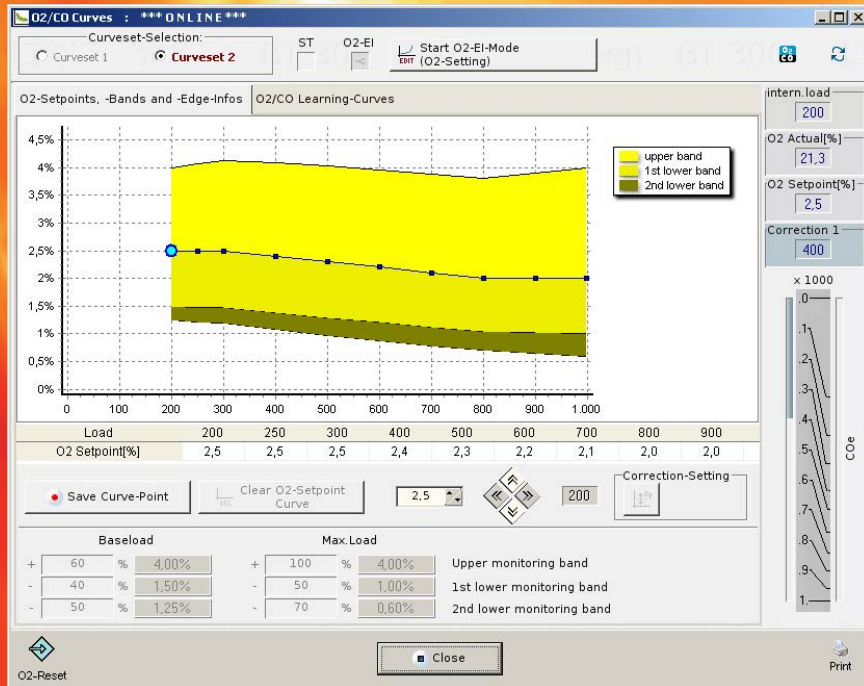 O2/CO Curves : ***ONLINE***
Curveset-Selection:
Curveset 1
Curveset 2
ST
O2-EI
EDIT
Start O2-EI-Mode
(O2-Setting)
O2
CO
O2-Setpoints, -Bands and -Edge-Infos
O2/CO Learning-Curves
4,5%
4%
3,5%
3%
2,5%
2%
1,5%
1%
0,5%
0%
0 100 200 300 400 500 600 700 800 900 1.000
upper band
1st lower band
2nd lower band
intern.load
200
O2 Actual[%]
21,3
O2 Setpoint[%]
2,5
Correction 1
400
x 1000
.0
.1
.2
.3
.4
.5
.6
.7
.8
.9
1.
COe
Load 200 250 300 400 500 600 700 800 900
O2 Setpoint[%] 2,5 2,5 2,5 2,4 2,3 2,2 2,1 2,0 2,0
Save Curve-Point
Clear O2-Setpoint
Curve
2,5
200
Correction-Setting
Baseload Max.Load
+ 60 % 4,00% + 100 % 4,00% Upper monitoring band
- 40 % 1,50% - 50 % 1,00% 1st lower monitoring band
- 50 % 1,25% - 70 % 0,60% 2nd lower monitoring band
O2-Reset
Close
Print